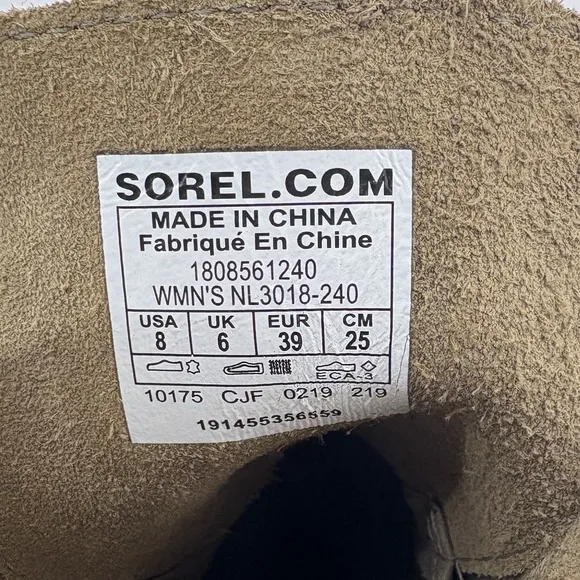 SOREL.COM
MADE IN CHINA
Fabriqué En Chine
1808561240
WMN'S NL3018-240
USA UK EUR CM
8 6 39 25
ECA-3
10175 CJF 0219 219
191455356559